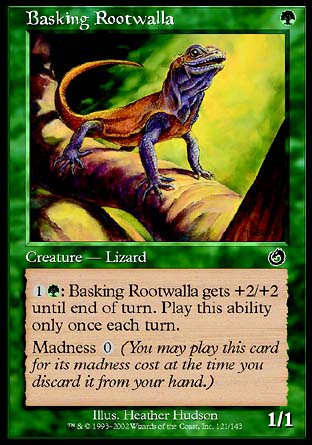 Basking Rootwalla
Creature — Lizard
1 : Basking Rootwalla gets +2/+2
until end of turn. Play this ability
only once each turn.
Madness 0 (You may play this card
for its madness cost at the time you
discard it from your hand.)
1/1
Illus. Heather Hudson
™ & © 1993–2002 Wizards of the Coast, Inc. 121/143